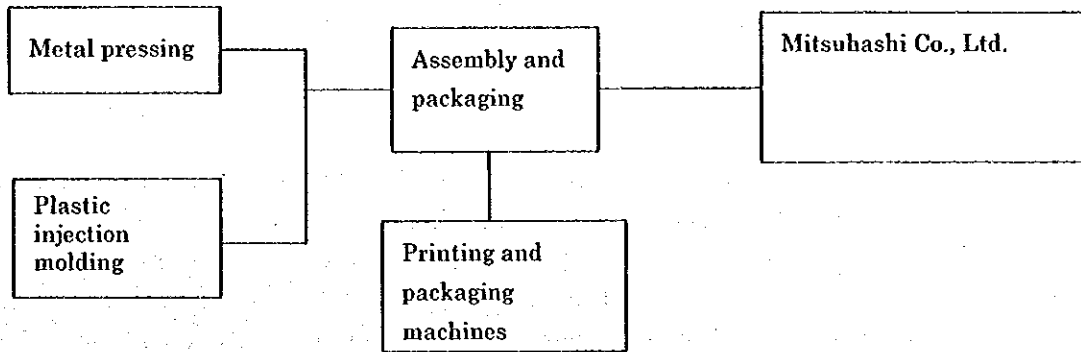 Metal pressing
Plastic
injection
molding
Assembly and
packaging
Printing and
packaging
machines
Mitsuhashi Co., Ltd.